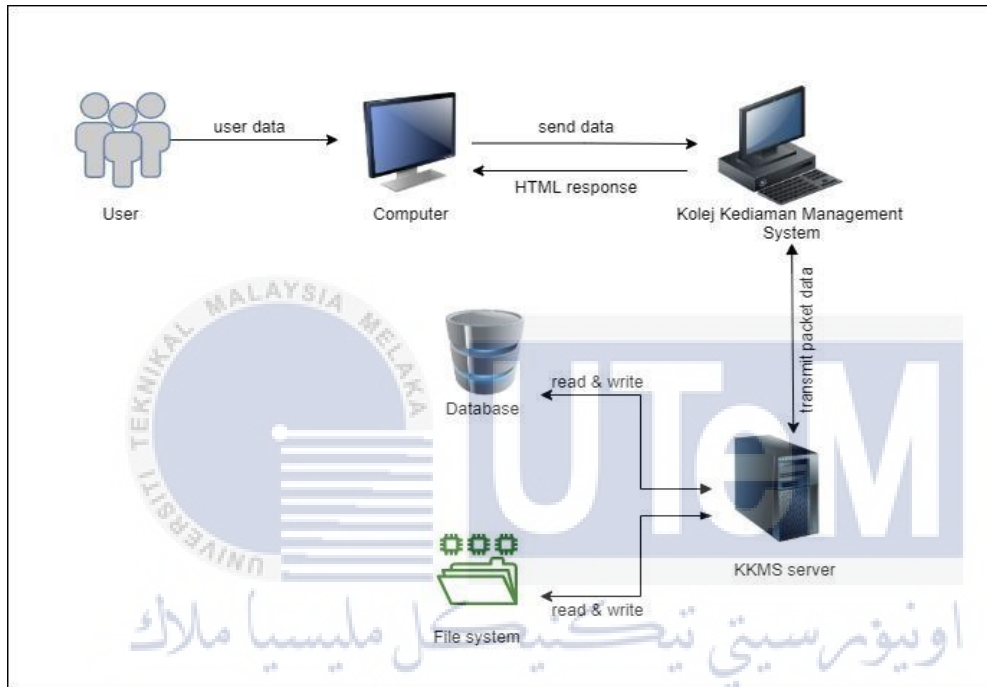 user data
send data
HTML response
User
Computer
Kolej Kediaman Management
System
transmit packet data
UNIVERSITI TEKNIKAL MALAYSIA MELAKA
UTeM
read & write
Database
KKMS server
read & write
File system
اونيۏرسيتي تيكنيكل مليسيا ملاك